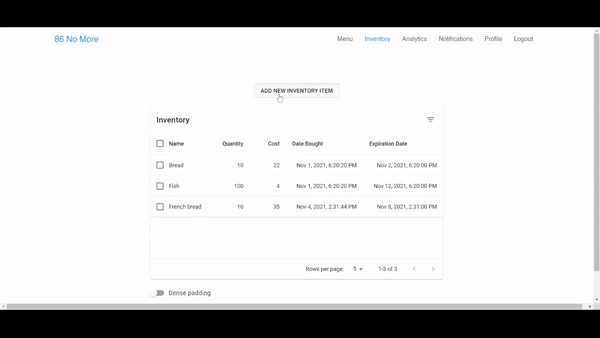 86 No More Menu Inventory Analytics Notifications Profile Logout
ADD NEW INVENTORY ITEM
Inventory
Name Quantity Cost Date Bought Expiration Date
Bread 10 22 Nov 1, 2021, 6:20:20 PM Nov 2, 2021, 6:20:00 PM
Fish 100 4 Nov 1, 2021, 6:20:20 PM Nov 12, 2021, 6:20:00 PM
French bread 10 35 Nov 4, 2021, 2:31:44 PM Nov 8, 2021, 2:31:00 PM
Rows per page: 5 1-3 of 3
Dense padding